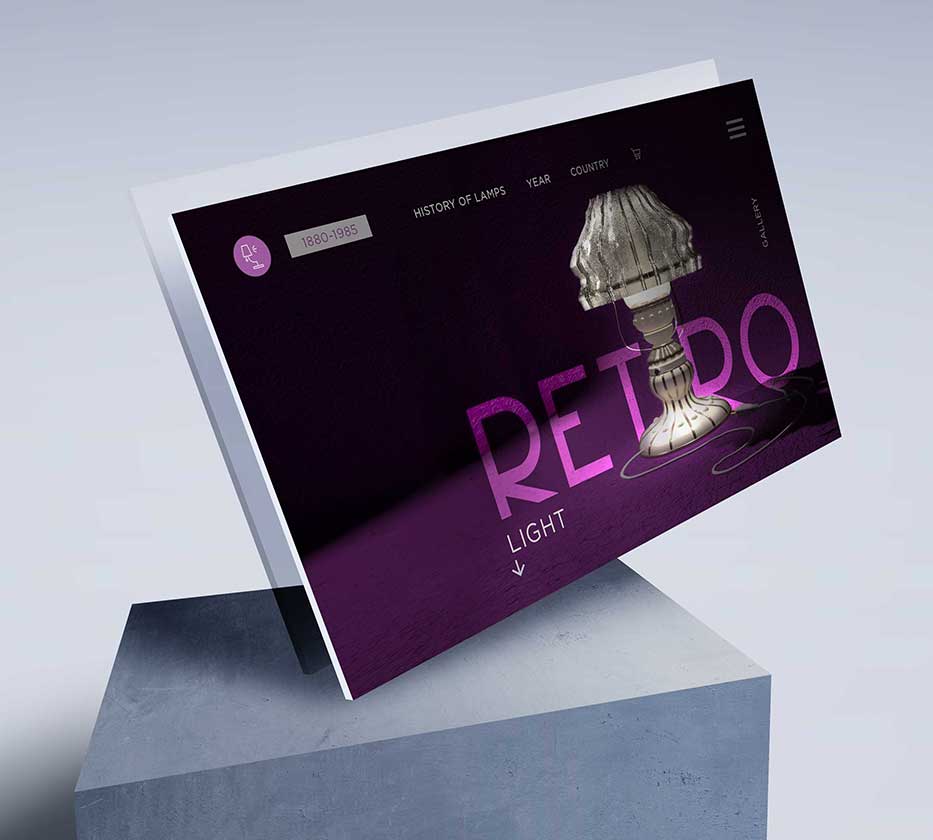 1880-1985
HISTORY OF LAMPS
YEAR
COUNTRY
GALLERY
RETRO
LIGHT